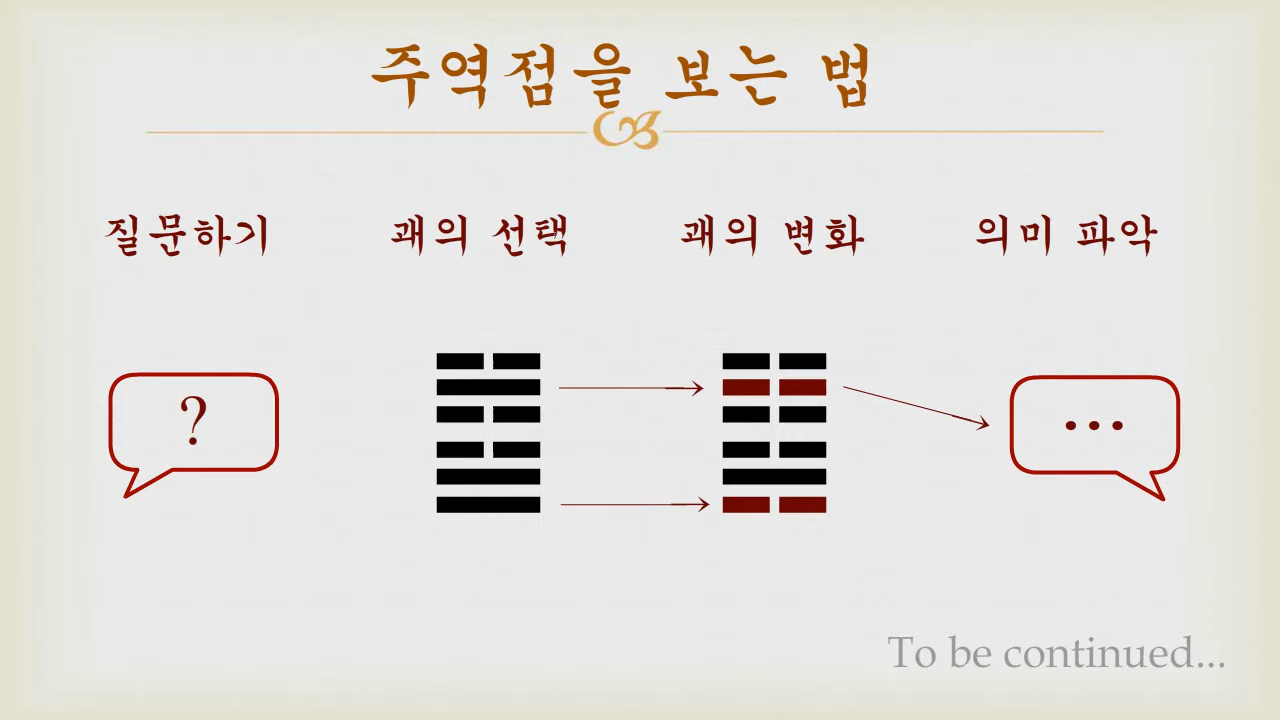 주역점을 보는 법
질문하기
괘의 선택
괘의 변화
의미 파악
?
...
To be continued...